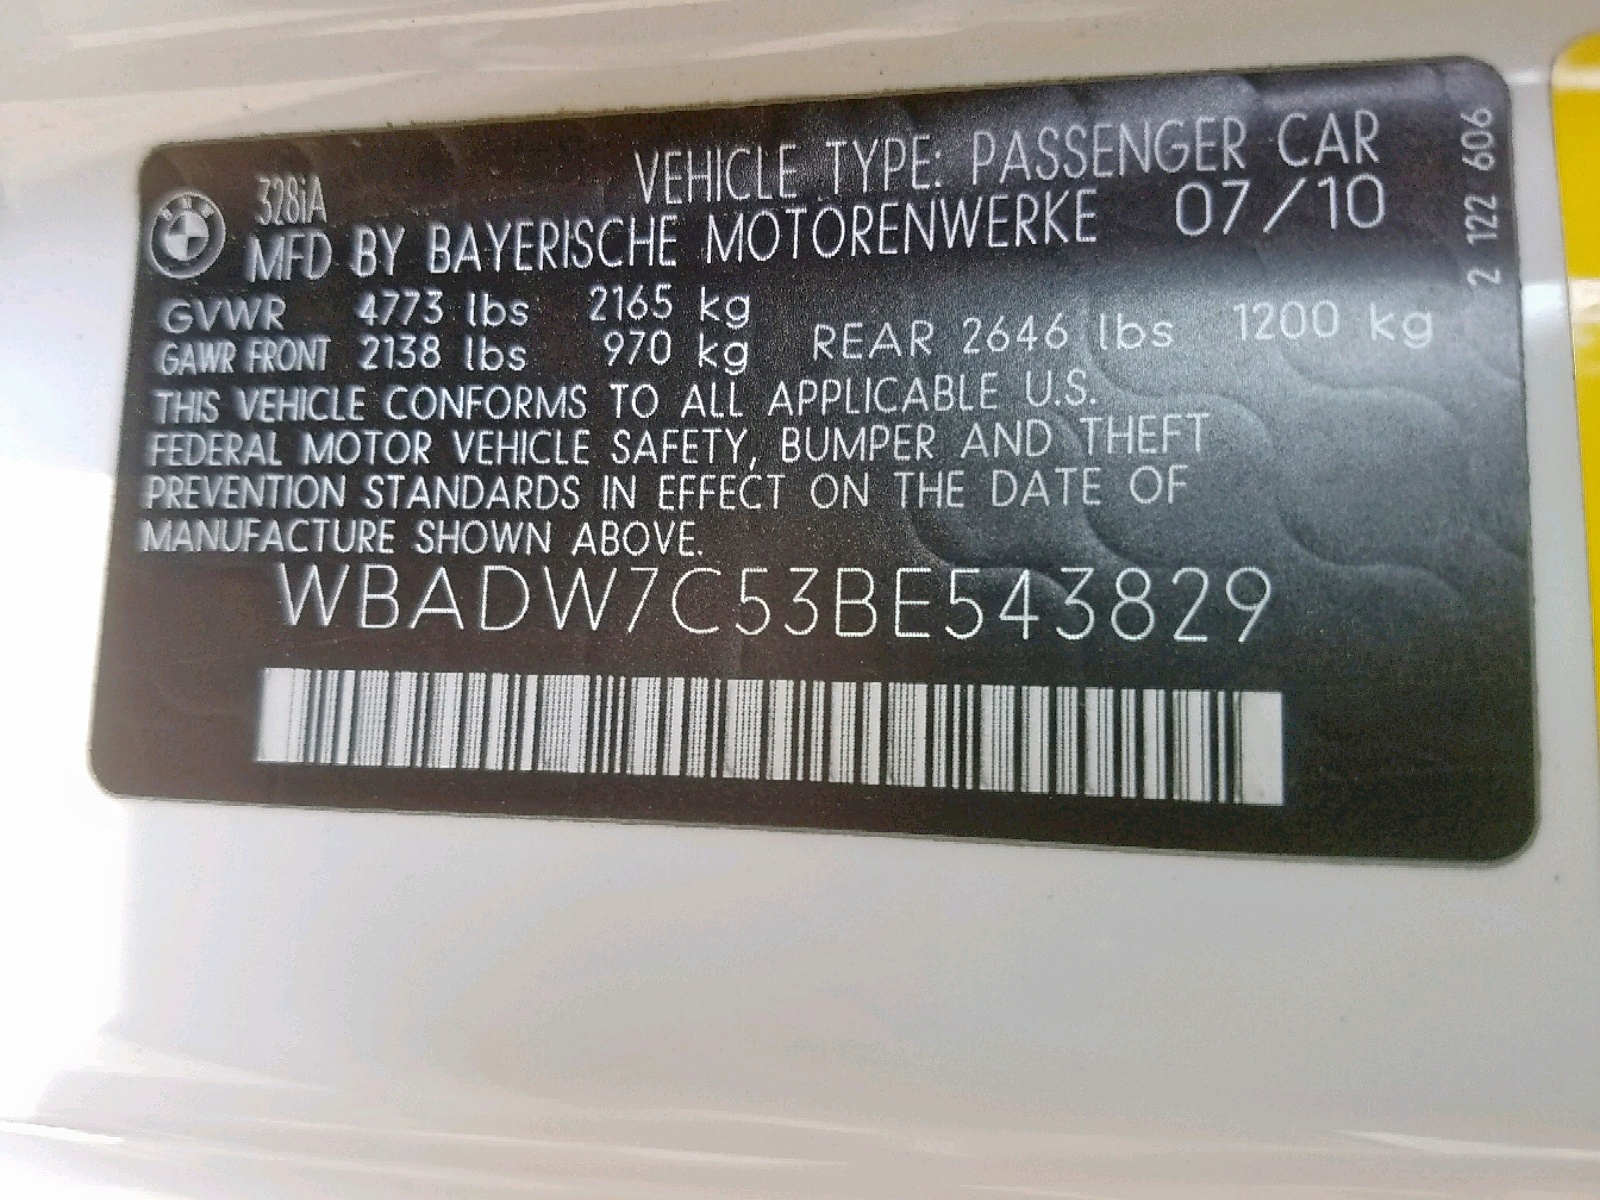 VEHICLE TYPE: PASSENGER CAR
328iA
MFD BY BAYERISCHE MOTORENWERKE 07/10
GVWR 4773 lbs 2165 kg
GAWR FRONT 2138 lbs 970 kg REAR 2646 lbs 1200 kg
THIS VEHICLE CONFORMS TO ALL APPLICABLE U.S.
FEDERAL MOTOR VEHICLE SAFETY, BUMPER AND THEFT
PREVENTION STANDARDS IN EFFECT ON THE DATE OF
MANUFACTURE SHOWN ABOVE.
WBADW7C53BE543829
2 122 606
BMW